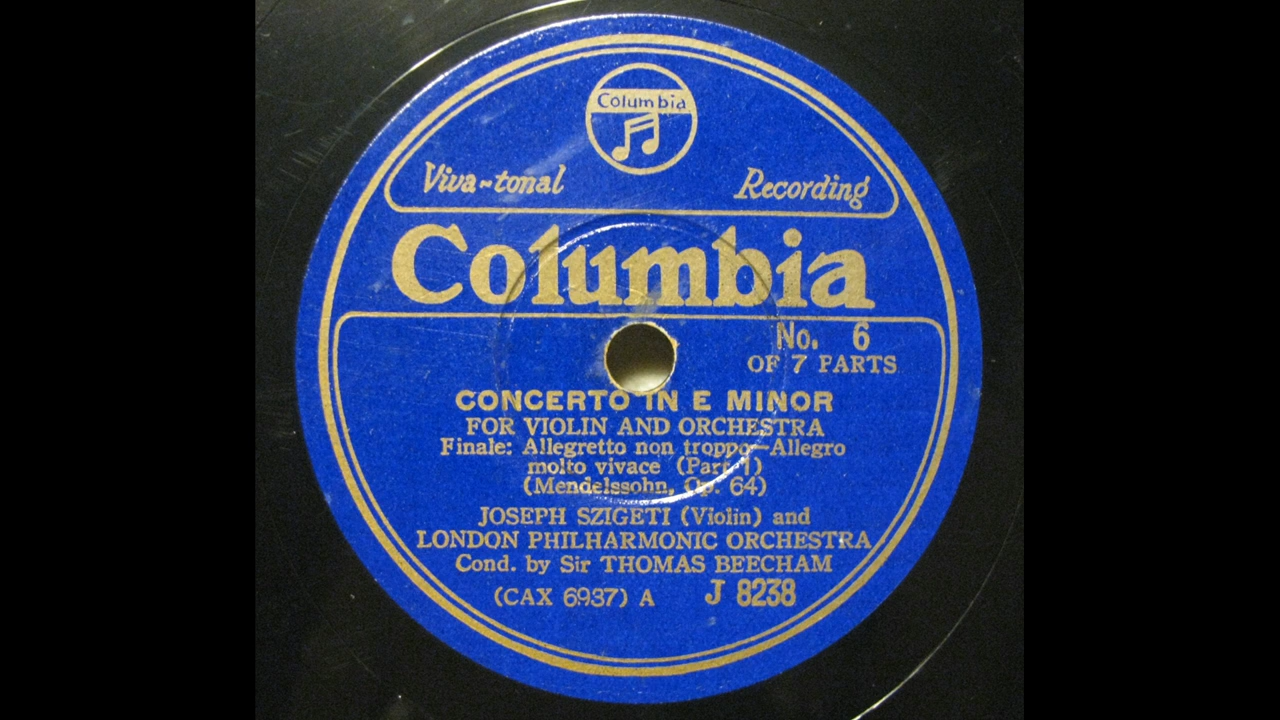 Columbia
Viva-tonal Recording
Columbia
No. 6
OF 7 PARTS
CONCERTO IN E MINOR
FOR VIOLIN AND ORCHESTRA
Finale: Allegretto non troppo—Allegro
molto vivace (Part 1)
(Mendelssohn, Op. 64)
JOSEPH SZIGETI (Violin) and
LONDON PHILHARMONIC ORCHESTRA
Cond. by Sir THOMAS BEECHAM
(CAX 6937) A J 8238